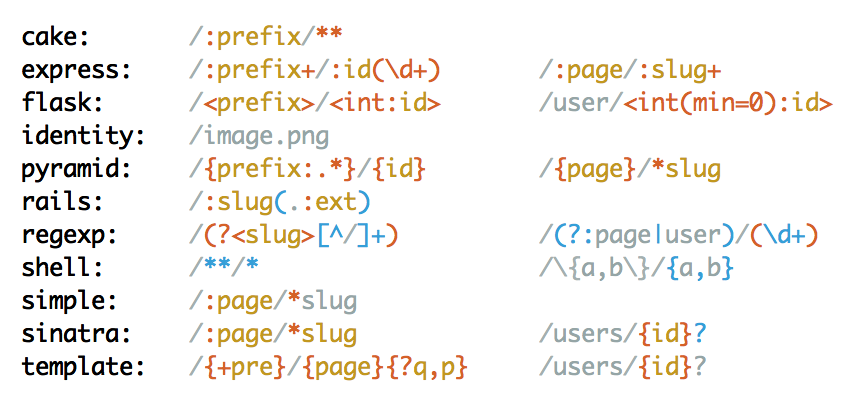 cake: /:prefix/**
express: /:prefix+/:id(\d+) /:page/:slug+
flask: /<prefix>/<int:id> /user/<int(min=0):id>
identity: /image.png
pyramid: /{prefix:.*}/{id} /{page}/*slug
rails: /:slug(.:ext)
regexp: /(?<slug>[^/]+) /(?:page|user)/(\d+)
shell: /**/* /\{a,b\}/{a,b}
simple: /:page/*slug
sinatra: /:page/*slug /users/{id}?
template: /{+pre}/{page}{?q,p} /users/{id}?